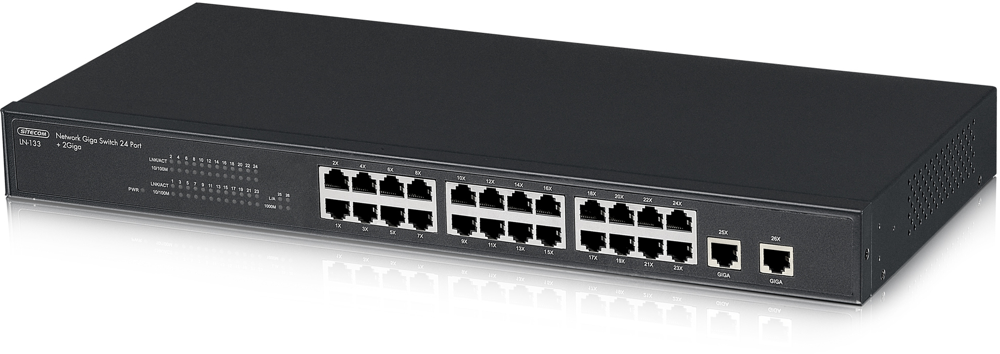 SITECOM
LN-133
Network Giga Switch 24 Port
+ 2Giga
2 4 6 8 10 12 14 16 18 20 22 24
LNK/ACT
10/100M
1 3 5 7 9 11 13 15 17 19 21 23
LNK/ACT
PWR
10/100M
25 26
L/A
1000M
2X 4X 6X 8X
1X 3X 5X 7X
10X 12X 14X 16X
9X 11X 13X 15X
18X 20X 22X 24X
17X 19X 21X 23X
25X
GIGA
26X
GIGA